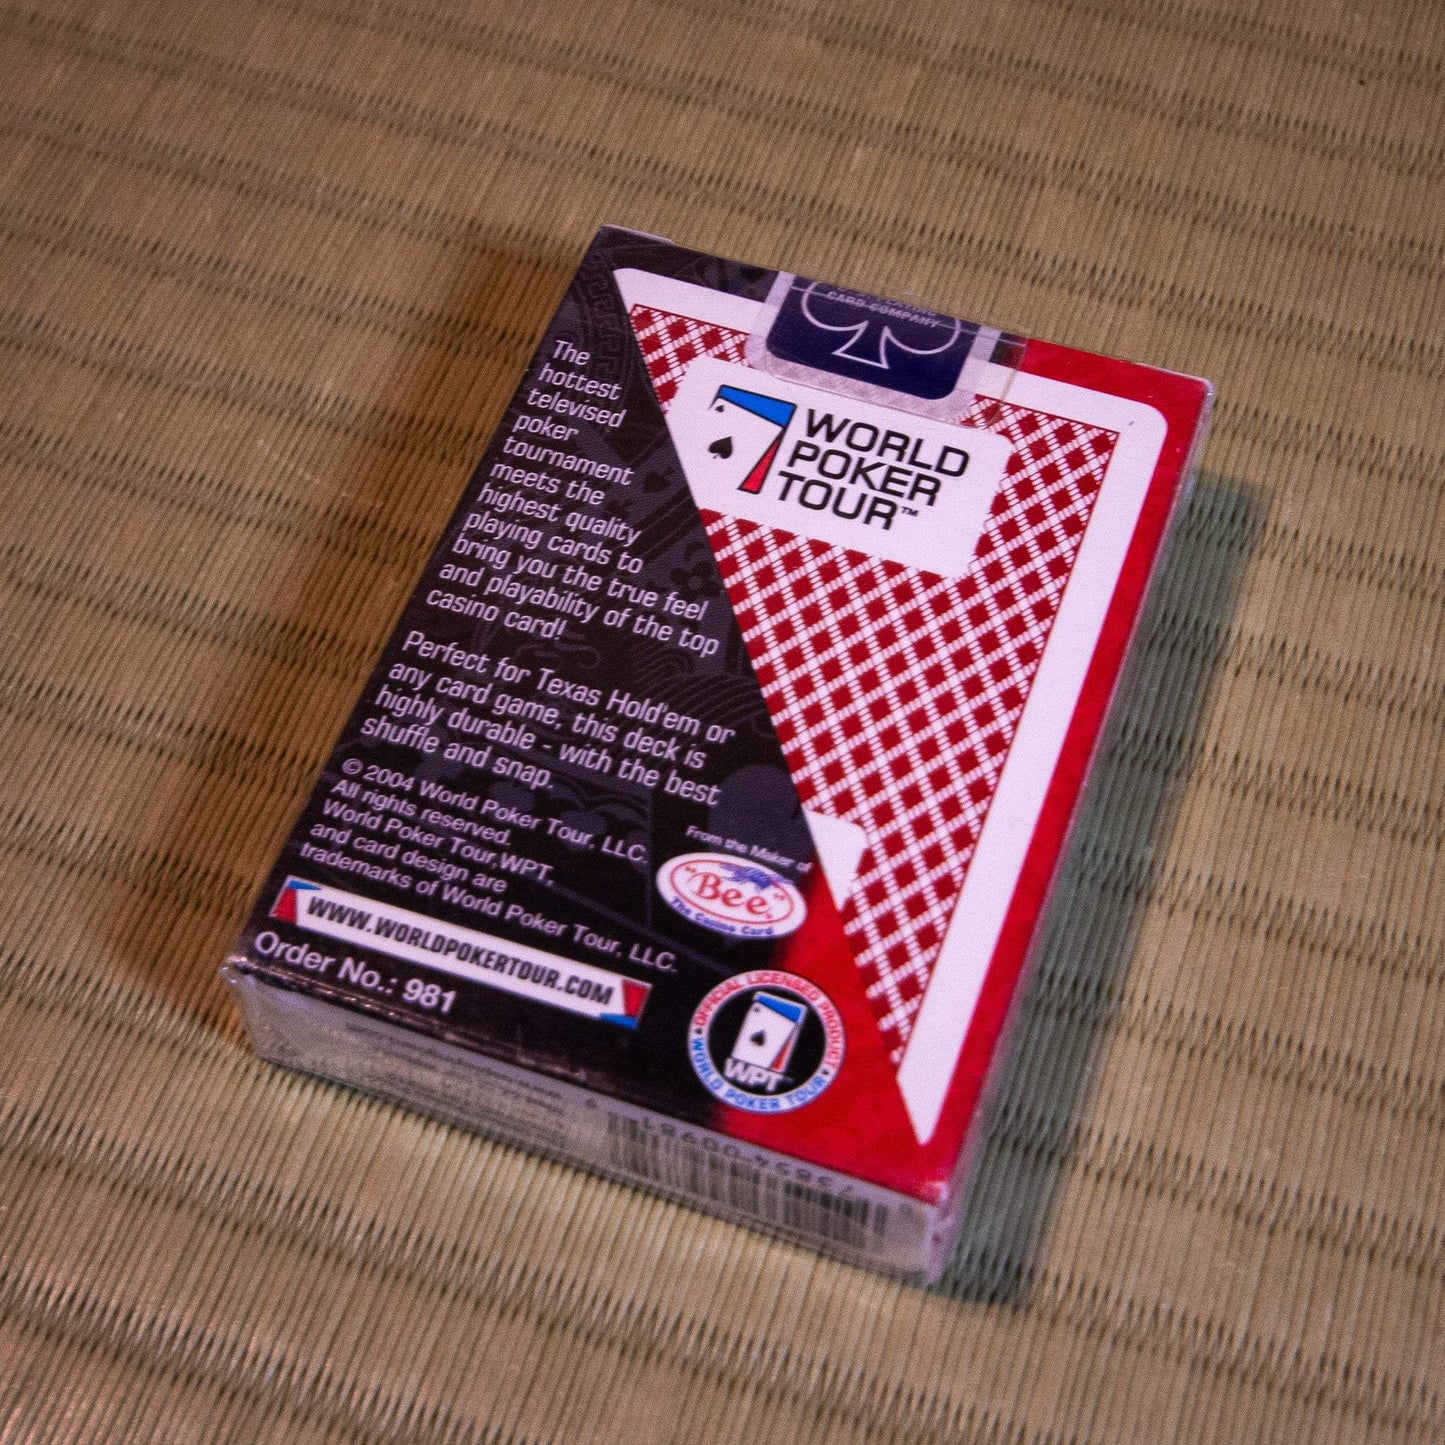 CARD COMPANY
WORLD
POKER
TOUR™
The
hottest
televised
poker
tournament
meets the
highest quality
playing cards to
bring you the true feel
and playability of the top
casino card!
Perfect for Texas Hold'em or
any card game, this deck is
highly durable - with the best
shuffle and snap.
© 2004 World Poker Tour, LLC.
All rights reserved.
World Poker Tour, WPT,
and card design are
trademarks of World Poker Tour, LLC.
From the Maker of
"Bee"
The Casino Card
WWW.WORLDPOKERTOUR.COM
Order No.: 981
OFFICIAL LICENSED PRODUCT
WPT
WORLD POKER TOUR